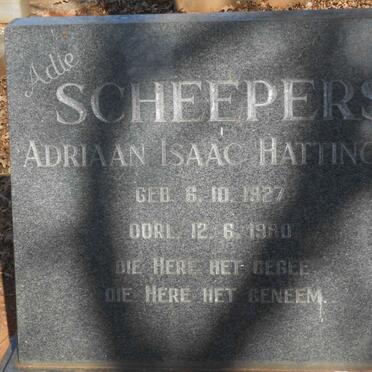 Adie
SCHEEPERS
ADRIAAN ISAAC HATTING
GEB. 6. 10. 1927
OORL. 12. 6. 1980
DIE HERE HET GEGEE
DIE HERE HET GENEEM.